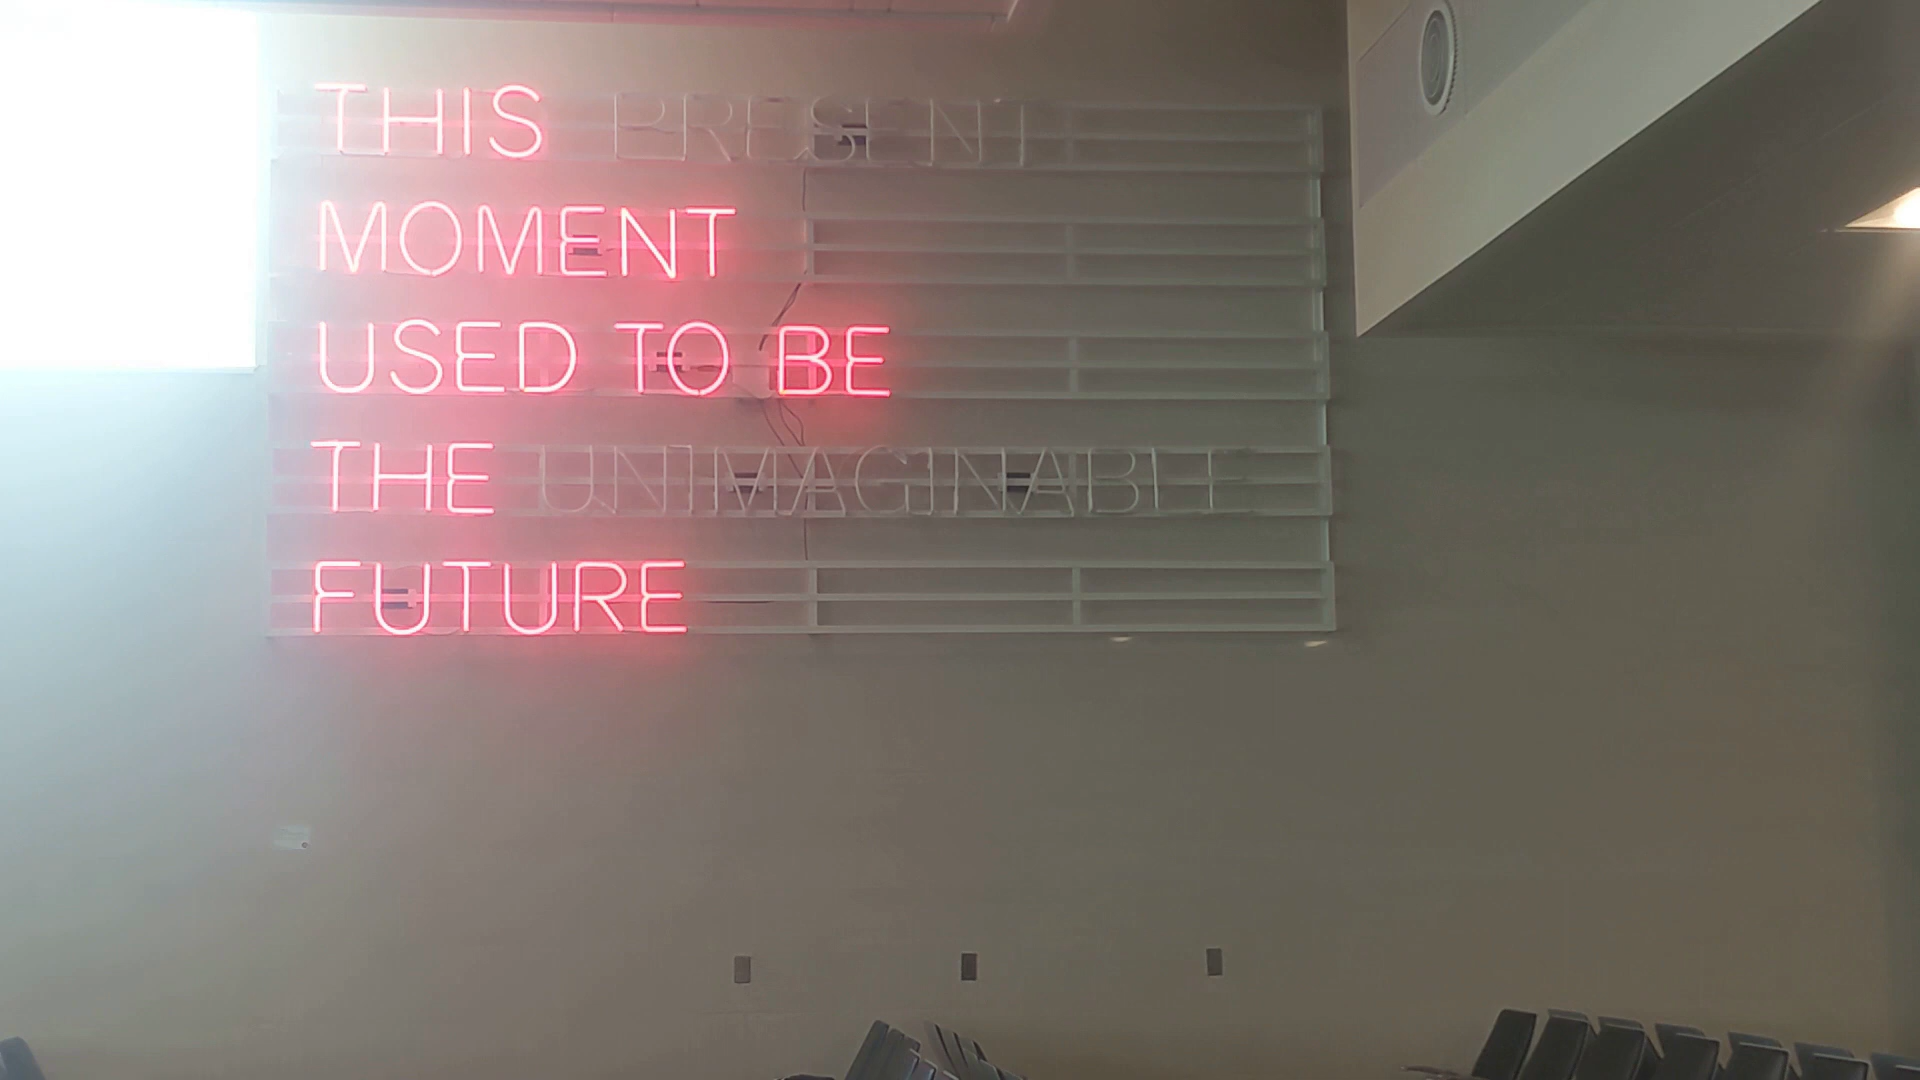 THIS PRESENT
MOMENT
USED TO BE
THE UNIMAGINABLE
FUTURE